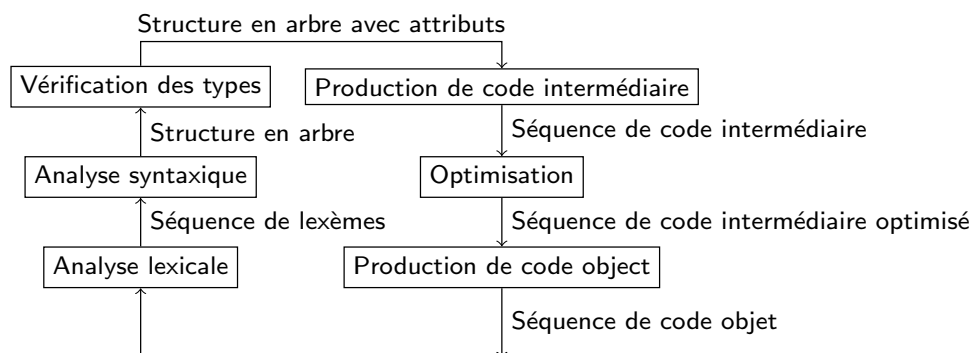 Structure en arbre avec attributs
Vérification des types
Production de code intermédiaire
Structure en arbre
Séquence de code intermédiaire
Analyse syntaxique
Optimisation
Séquence de lexèmes
Séquence de code intermédiaire optimisé
Analyse lexicale
Production de code object
Séquence de code objet